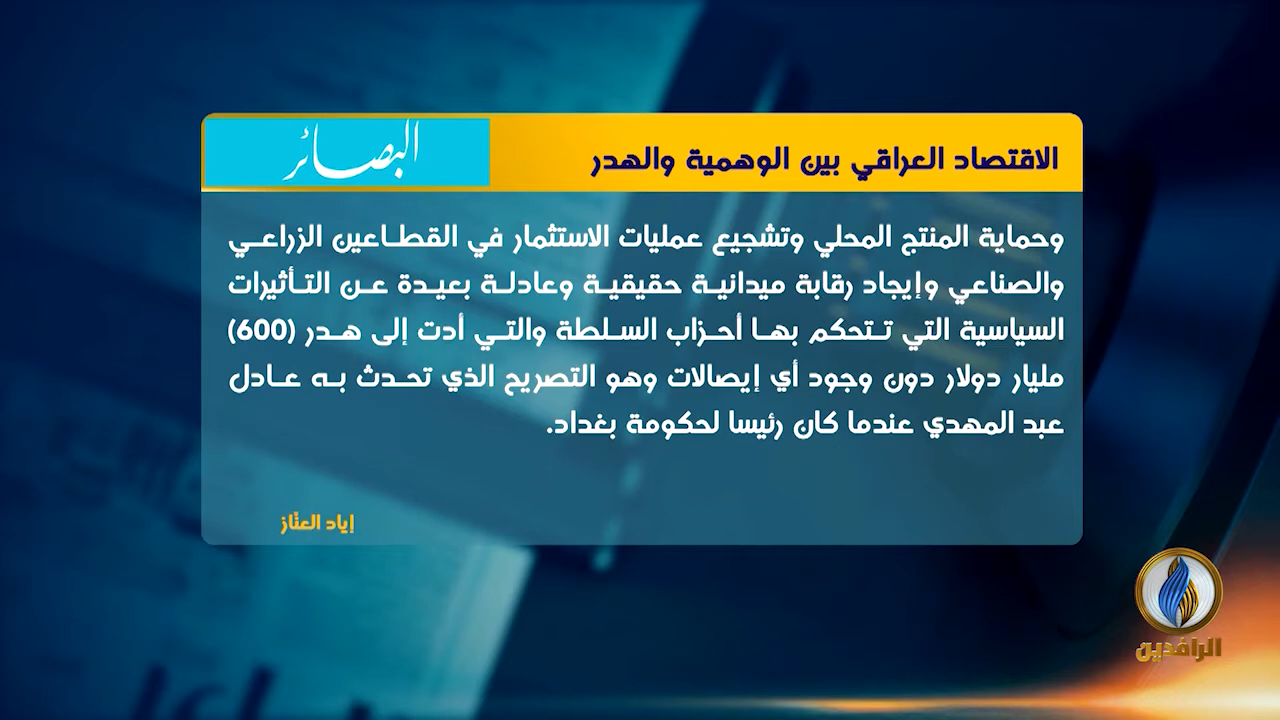 الاقتصاد العراقي بين الوهمية والهدر
البصائر
وحماية المنتج المحلي وتشجيع عمليات الاستثمار في القطاعين الزراعي
والصناعي وإيجاد رقابة ميدانية حقيقية وعادلة بعيدة عن التأثيرات
السياسية التي تتحكم بها أحزاب السلطة والتي أدت إلى هدر (600)
مليار دولار دون وجود أي إيصالات وهو التصريح الذي تحدث به عادل
عبد المهدي عندما كان رئيسا لحكومة بغداد.
إياد العنّاز
الرافدين